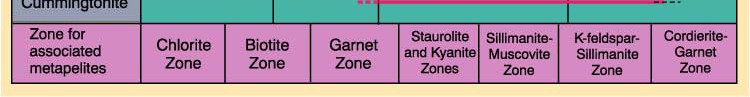 Cummingtonite
Zone for
associated
metapelites
Chlorite
Zone
Biotite
Zone
Garnet
Zone
Staurolite
and Kyanite
Zones
Sillimanite-
Muscovite
Zone
K-feldspar-
Sillimanite
Zone
Cordierite-
Garnet
Zone